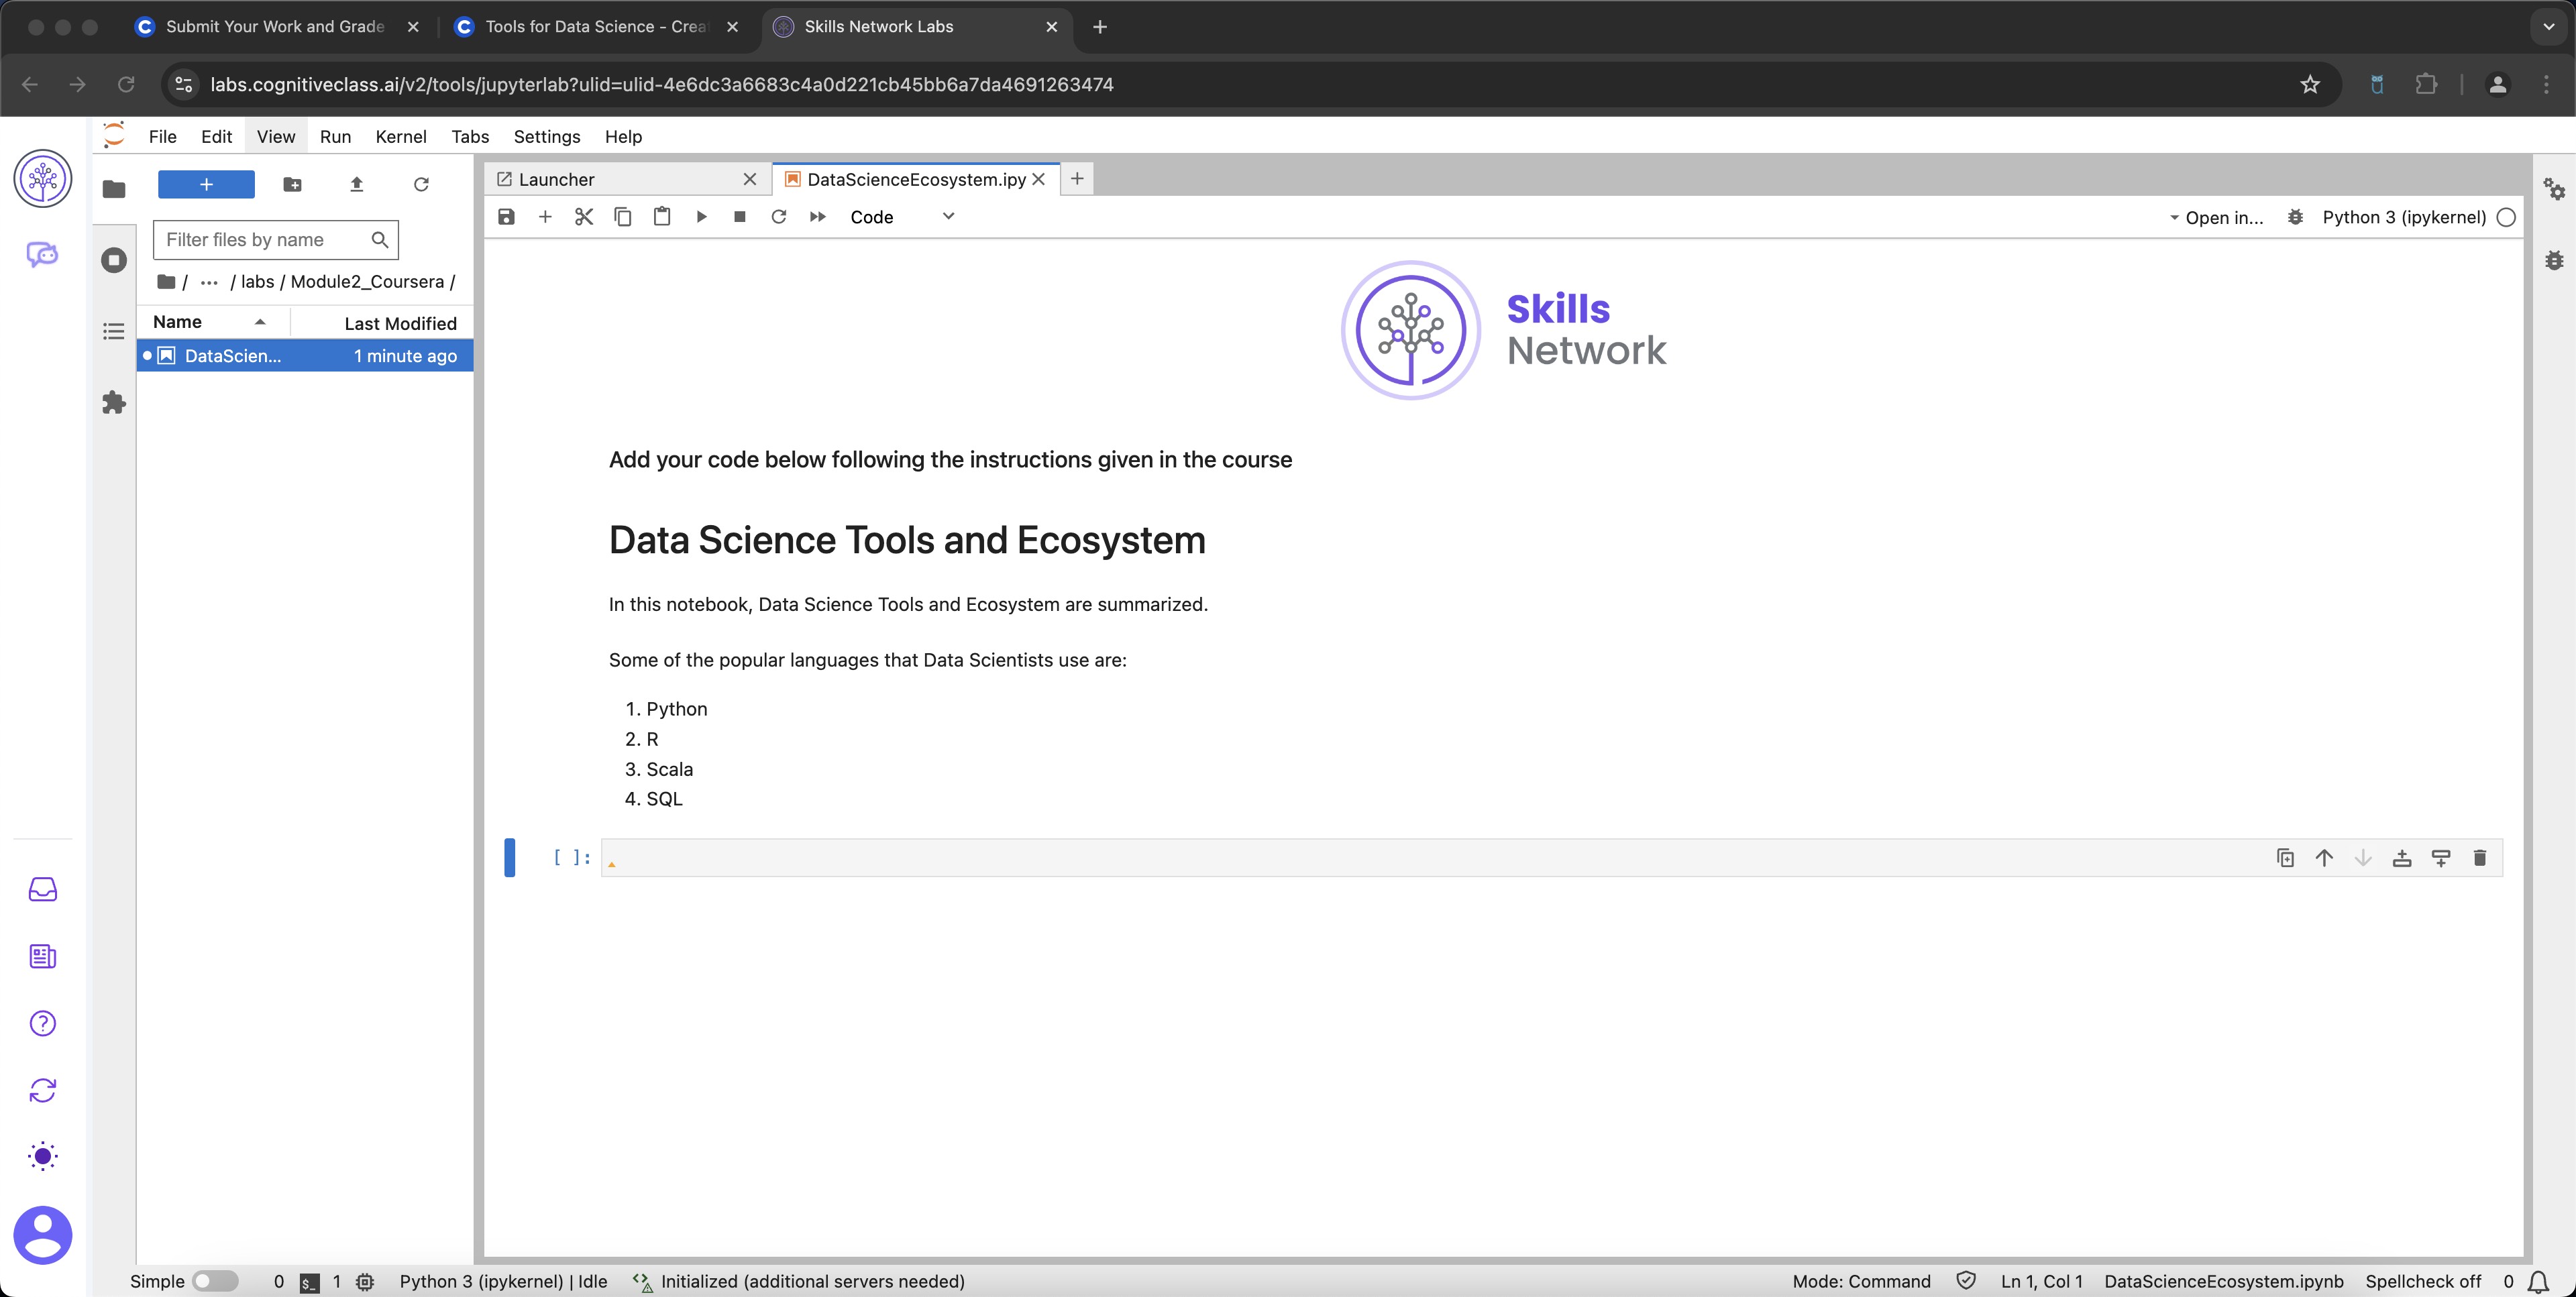 Submit Your Work and Grade
Tools for Data Science - Crea
Skills Network Labs
labs.cognitiveclass.ai/v2/tools/jupyterlab?ulid=ulid-4e6dc3a6683c4a0d221cb45bb6a7da4691263474
File Edit View Run Kernel Tabs Settings Help
Launcher
DataScienceEcosystem.ipy
Filter files by name
Code
Open in...
Python 3 (ipykernel)
/ ... / labs / Module2_Coursera /
Name
Last Modified
DataScien...
1 minute ago
Skills
Network
Add your code below following the instructions given in the course
Data Science Tools and Ecosystem
In this notebook, Data Science Tools and Ecosystem are summarized.
Some of the popular languages that Data Scientists use are:
1. Python
2. R
3. Scala
4. SQL
[ ]:
Simple
0
$_
1
Python 3 (ipykernel) | Idle
Initialized (additional servers needed)
Mode: Command
Ln 1, Col 1
DataScienceEcosystem.ipynb
Spellcheck off
0